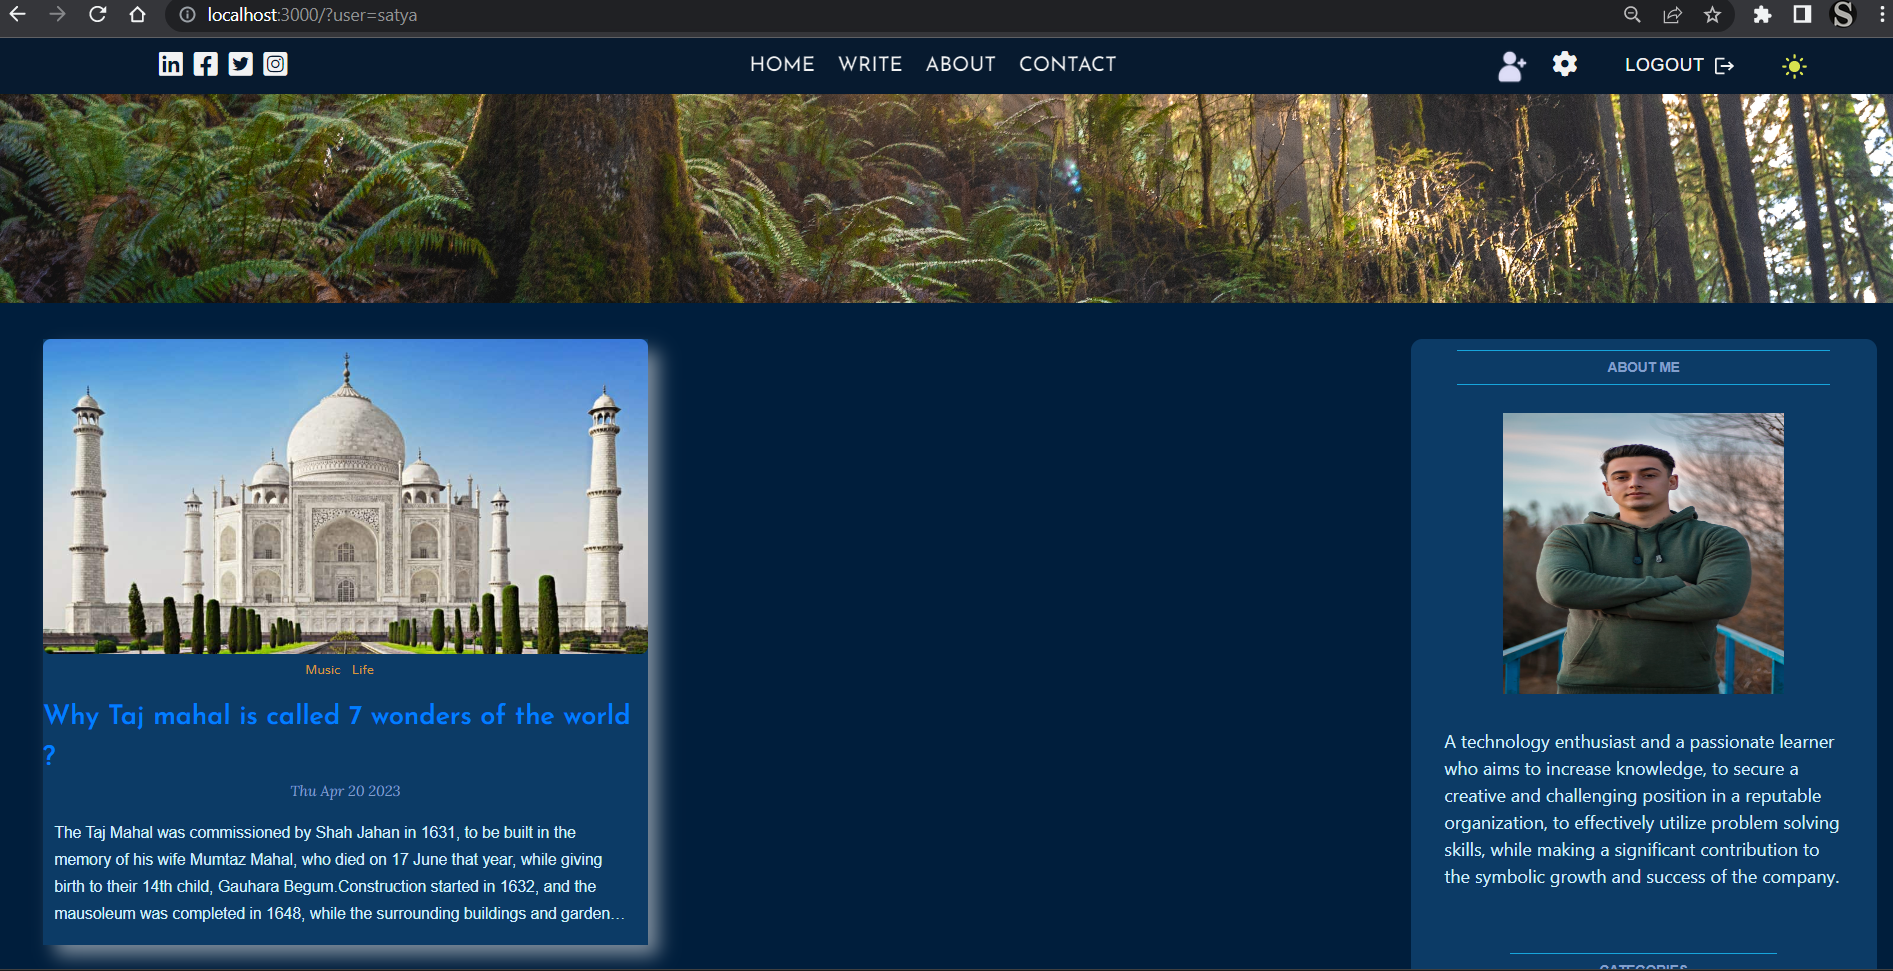 localhost:3000/?user=satya
S
HOME WRITE ABOUT CONTACT
LOGOUT
Music Life
Why Taj mahal is called 7 wonders of the world
?
Thu Apr 20 2023
The Taj Mahal was commissioned by Shah Jahan in 1631, to be built in the
memory of his wife Mumtaz Mahal, who died on 17 June that year, while giving
birth to their 14th child, Gauhara Begum.Construction started in 1632, and the
mausoleum was completed in 1648, while the surrounding buildings and garden...
ABOUT ME
A technology enthusiast and a passionate learner
who aims to increase knowledge, to secure a
creative and challenging position in a reputable
organization, to effectively utilize problem solving
skills, while making a significant contribution to
the symbolic growth and success of the company.
CATEGORIES